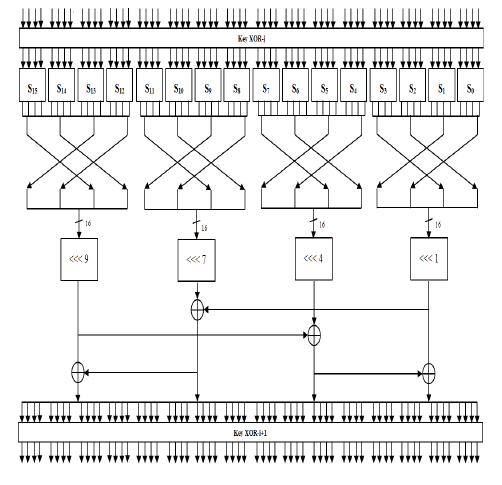 Key XOR-i
S15 S14 S13 S12 S11 S10 S9 S8 S7 S6 S5 S4 S3 S2 S1 S0
16 16 16 16
<<< 9 <<< 7 <<< 4 <<< 1
Key XOR-i+1